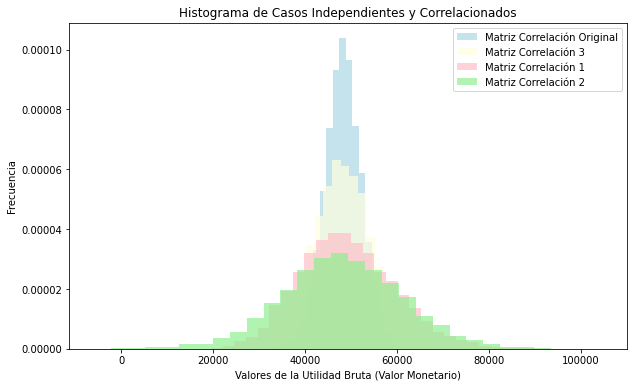 Histograma de Casos Independientes y Correlacionados
Matriz Correlación Original
Matriz Correlación 3
Matriz Correlación 1
Matriz Correlación 2
0.00010
0.00008
0.00006
0.00004
0.00002
0.00000
Frecuencia
0 20000 40000 60000 80000 100000
Valores de la Utilidad Bruta (Valor Monetario)